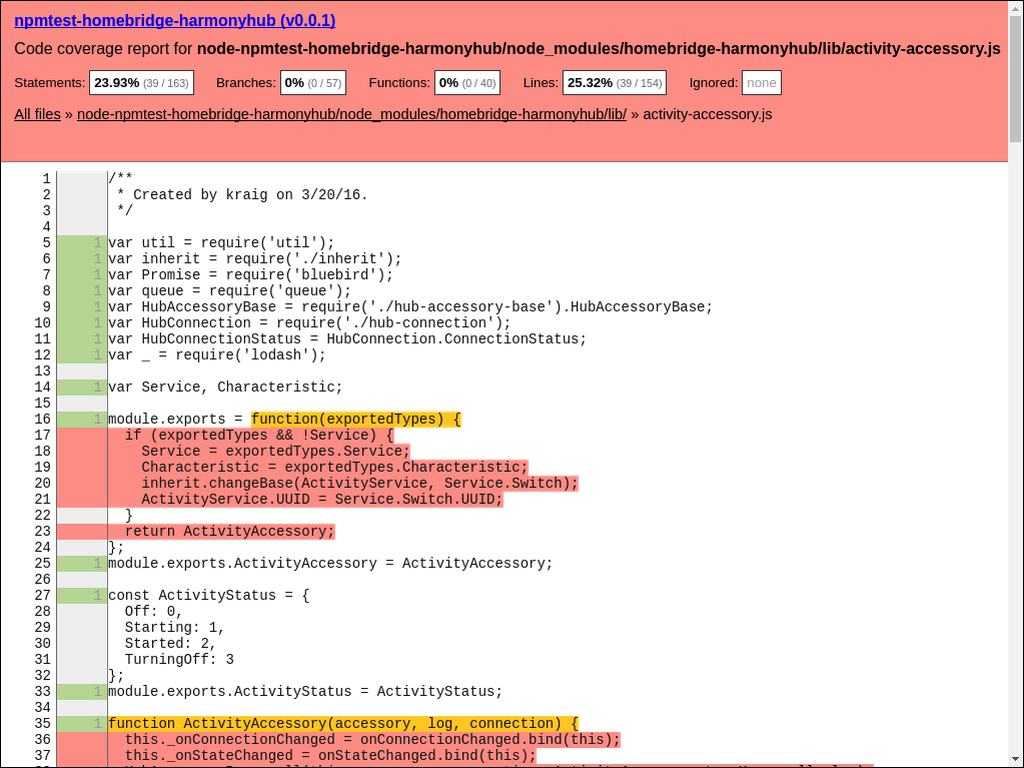 npmtest-homebridge-harmonyhub (v0.0.1)
Code coverage report for node-npmtest-homebridge-harmonyhub/node_modules/homebridge-harmonyhub/lib/activity-accessory.js
Statements: 23.93% (39 / 163) Branches: 0% (0 / 57) Functions: 0% (0 / 40) Lines: 25.32% (39 / 154) Ignored: none
All files » node-npmtest-homebridge-harmonyhub/node_modules/homebridge-harmonyhub/lib/ » activity-accessory.js
1 /**
2  * Created by kraig on 3/20/16.
3  */
4
5 1 var util = require('util');
6 1 var inherit = require('./inherit');
7 1 var Promise = require('bluebird');
8 1 var queue = require('queue');
9 1 var HubAccessoryBase = require('./hub-accessory-base').HubAccessoryBase;
10 1 var HubConnection = require('./hub-connection');
11 1 var HubConnectionStatus = HubConnection.ConnectionStatus;
12 1 var _ = require('lodash');
13
14 1 var Service, Characteristic;
15
16 1 module.exports = function(exportedTypes) {
17   if (exportedTypes && !Service) {
18     Service = exportedTypes.Service;
19     Characteristic = exportedTypes.Characteristic;
20     inherit.changeBase(ActivityService, Service.Switch);
21     ActivityService.UUID = Service.Switch.UUID;
22   }
23   return ActivityAccessory;
24 };
25 1 module.exports.ActivityAccessory = ActivityAccessory;
26
27 1 const ActivityStatus = {
28   Off: 0,
29   Starting: 1,
30   Started: 2,
31   TurningOff: 3
32 };
33 1 module.exports.ActivityStatus = ActivityStatus;
34
35 1 function ActivityAccessory(accessory, log, connection) {
36   this._onConnectionChanged = onConnectionChanged.bind(this);
37   this._onStateChanged = onStateChanged.bind(this);